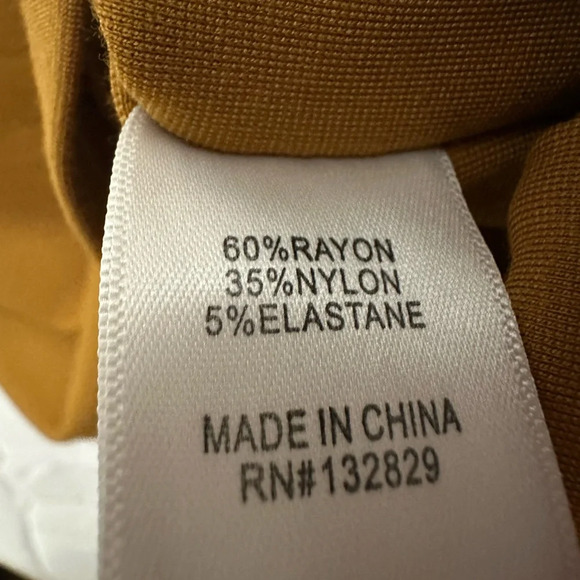 60%RAYON
35%NYLON
5%ELASTANE
MADE IN CHINA
RN#132829